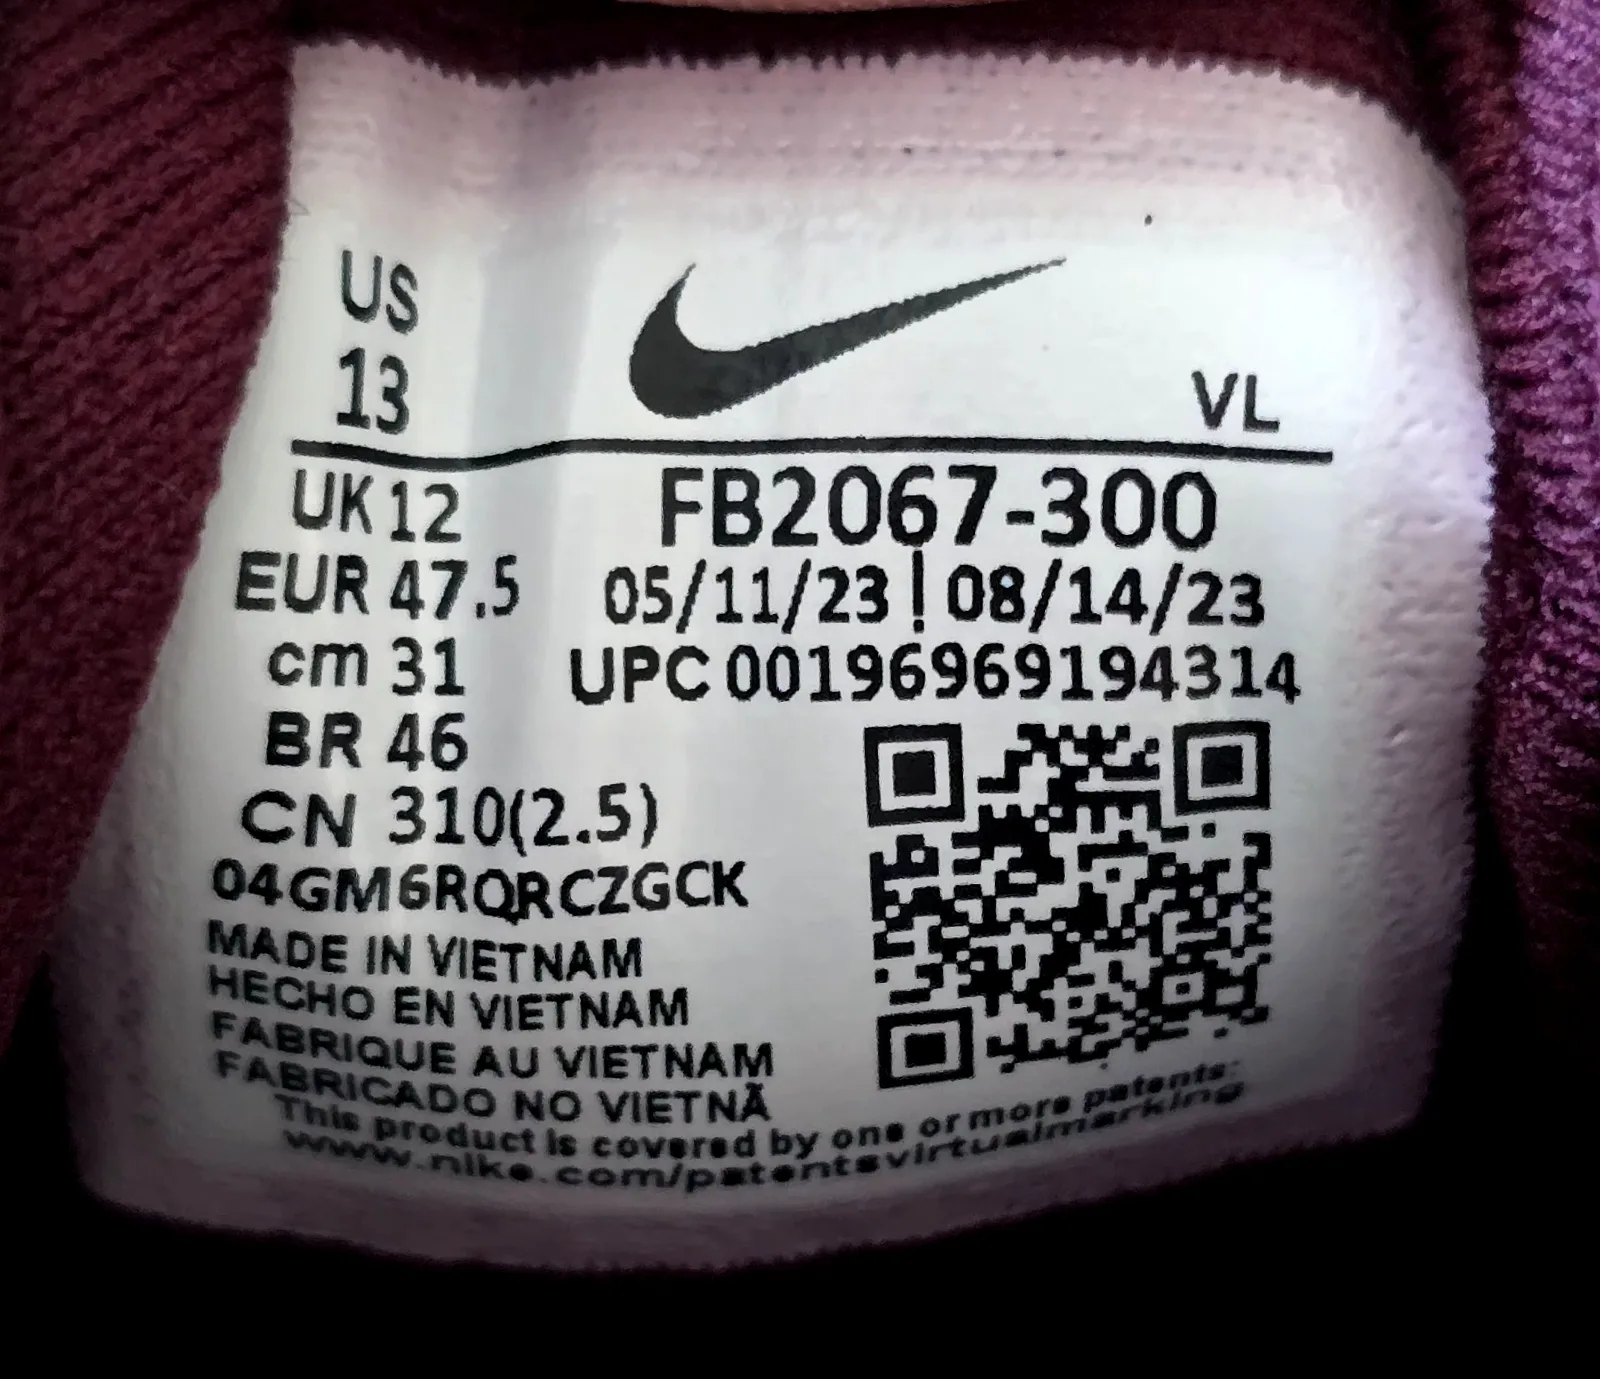 US
13
VL
UK 12
FB2067-300
EUR 47.5
05/11/23 | 08/14/23
cm 31
UPC 00196969194314
BR 46
CN 310(2.5)
04GM6RQRCZGCK
MADE IN VIETNAM
HECHO EN VIETNAM
FABRIQUE AU VIETNAM
FABRICADO NO VIETNÃ
This product is covered by one or more patents:
www.nike.com/patentsvirtualmarking